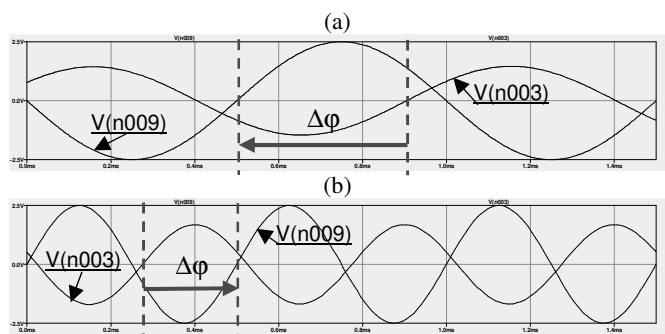 (a)
V(n009) V(n003)
2.5V
0.0V
-2.5V
V(n003)
V(n009)
Δφ
0.0ms 0.2ms 0.4ms 0.6ms 0.8ms 1.0ms 1.2ms 1.4ms
(b)
V(n009) V(n003)
2.5V
0.0V
-2.5V
V(n009)
V(n003)
Δφ
0.0ms 0.2ms 0.4ms 0.6ms 0.8ms 1.0ms 1.2ms 1.4ms